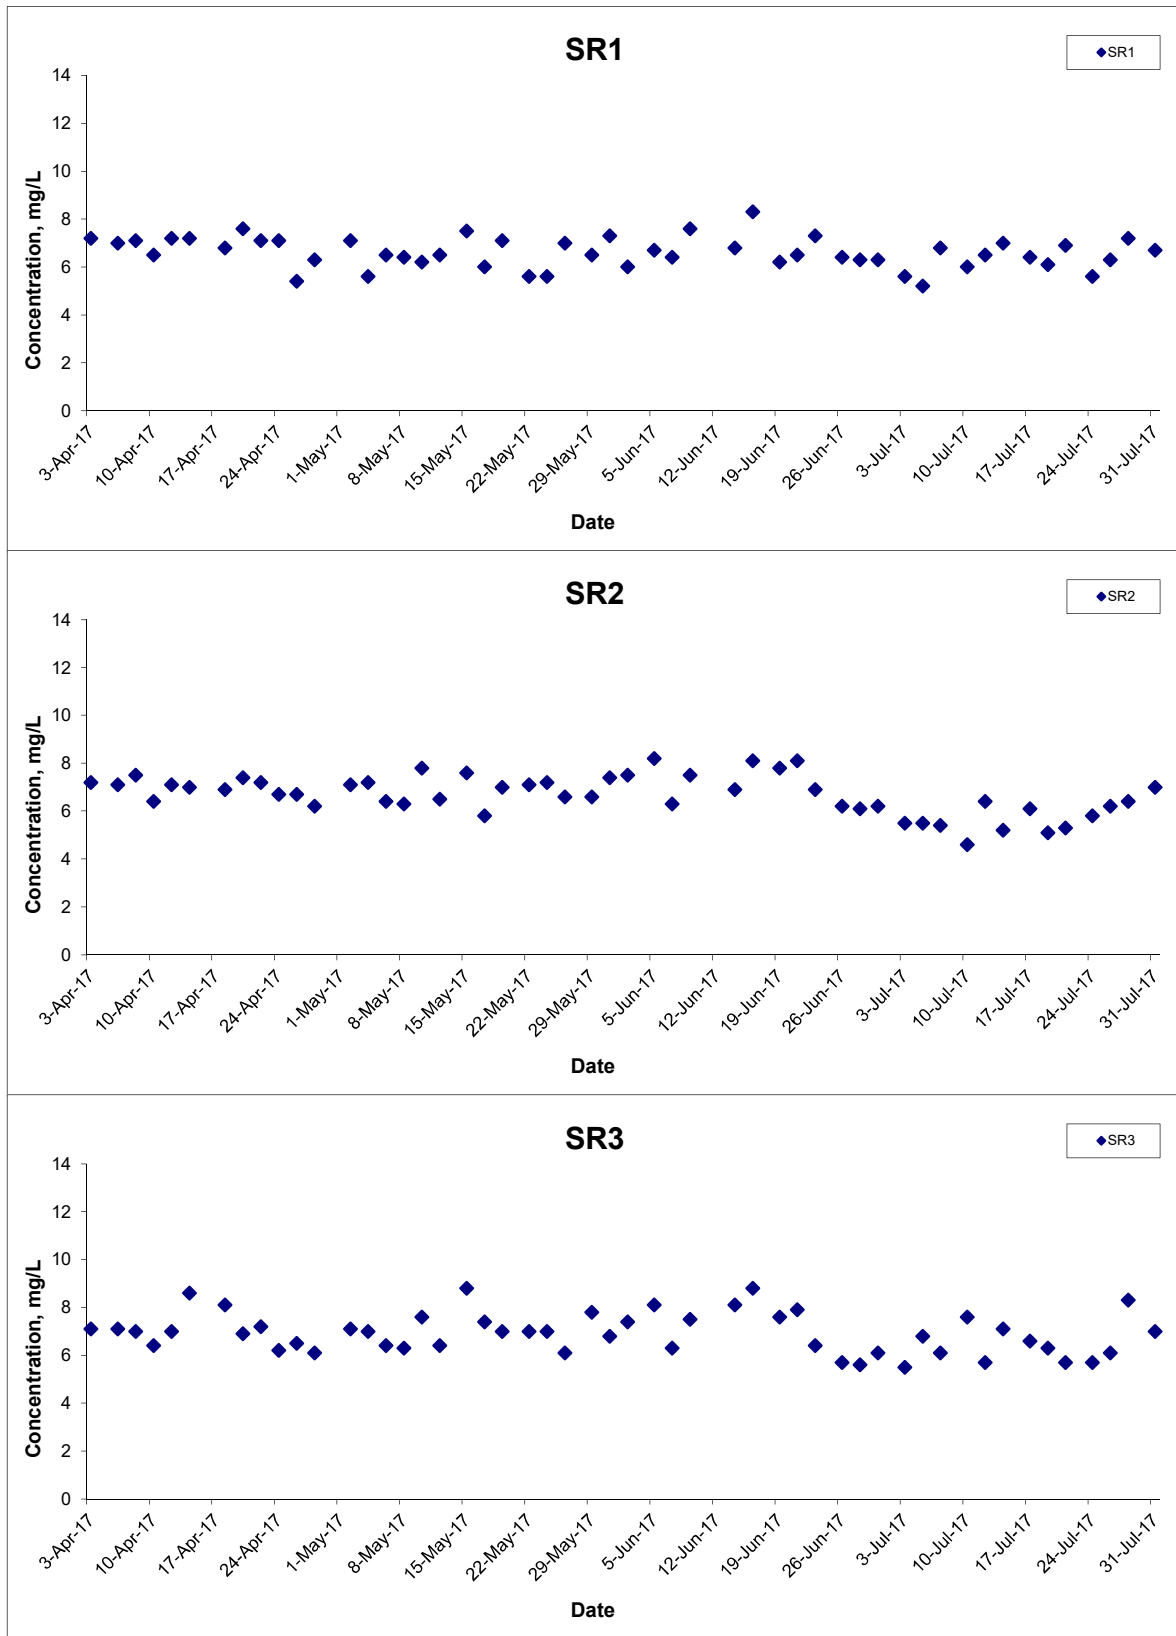 SR1
SR1
14
12
10
8
6
4
2
0
Concentration, mg/L
3-Apr-17
10-Apr-17
17-Apr-17
24-Apr-17
1-May-17
8-May-17
15-May-17
22-May-17
29-May-17
5-Jun-17
12-Jun-17
19-Jun-17
26-Jun-17
3-Jul-17
10-Jul-17
17-Jul-17
24-Jul-17
31-Jul-17
Date
SR2
SR2
14
12
10
8
6
4
2
0
Concentration, mg/L
3-Apr-17
10-Apr-17
17-Apr-17
24-Apr-17
1-May-17
8-May-17
15-May-17
22-May-17
29-May-17
5-Jun-17
12-Jun-17
19-Jun-17
26-Jun-17
3-Jul-17
10-Jul-17
17-Jul-17
24-Jul-17
31-Jul-17
Date
SR3
SR3
14
12
10
8
6
4
2
0
Concentration, mg/L
3-Apr-17
10-Apr-17
17-Apr-17
24-Apr-17
1-May-17
8-May-17
15-May-17
22-May-17
29-May-17
5-Jun-17
12-Jun-17
19-Jun-17
26-Jun-17
3-Jul-17
10-Jul-17
17-Jul-17
24-Jul-17
31-Jul-17
Date